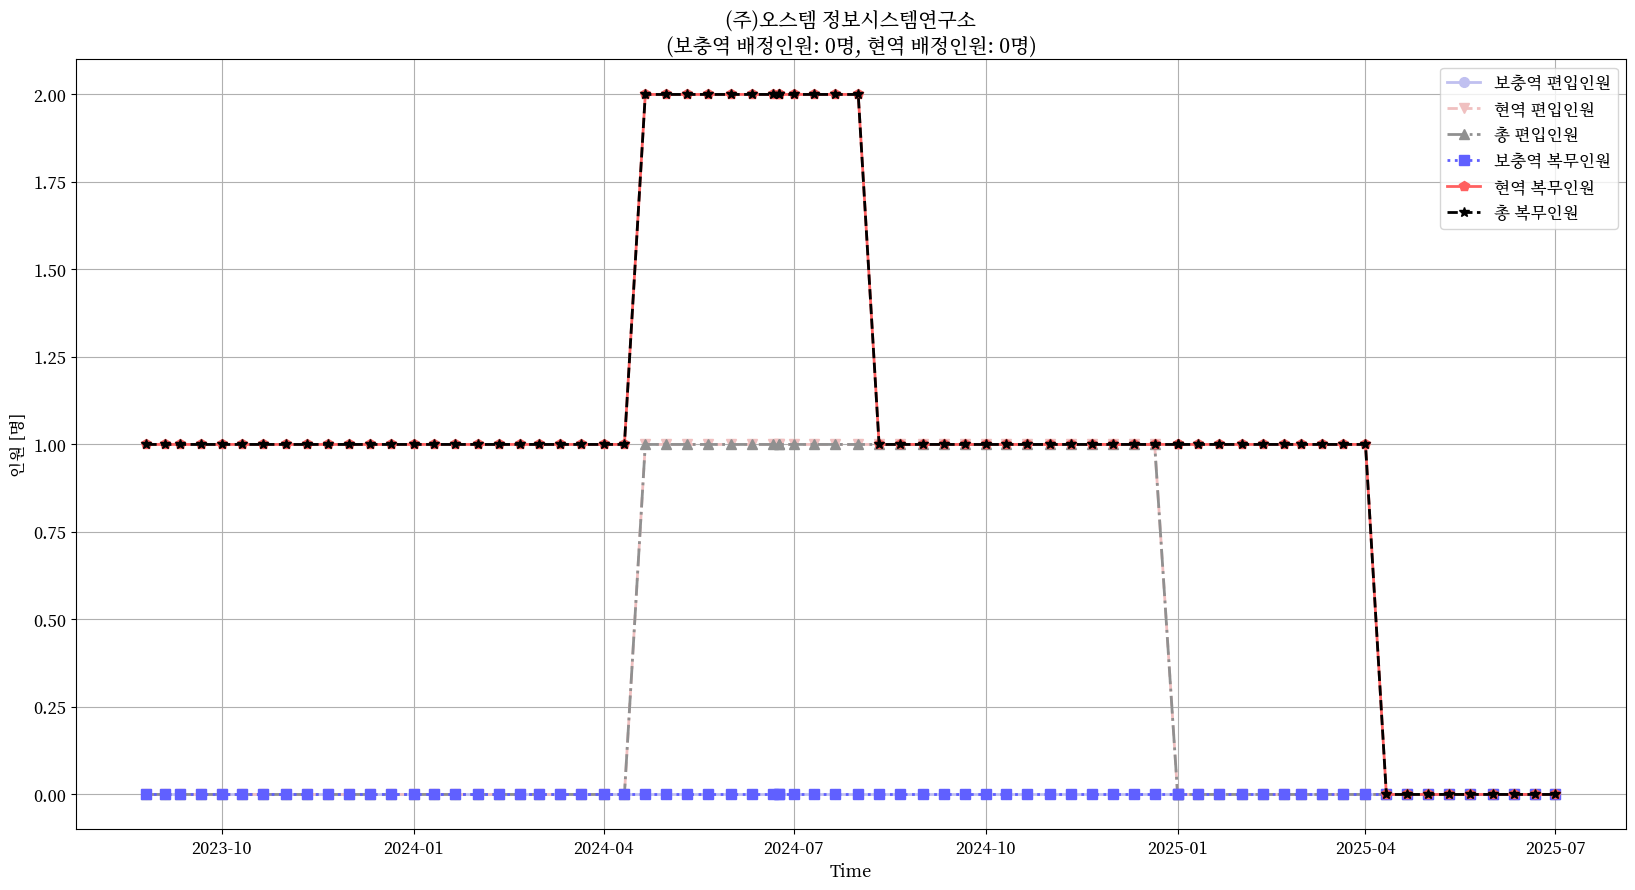 (주)오스템 정보시스템연구소
(보충역 배정인원: 0명, 현역 배정인원: 0명)
보충역 편입인원
현역 편입인원
총 편입인원
보충역 복무인원
현역 복무인원
총 복무인원
인원 [명]
2.00
1.75
1.50
1.25
1.00
0.75
0.50
0.25
0.00
2023-10
2024-01
2024-04
2024-07
2024-10
2025-01
2025-04
2025-07
Time